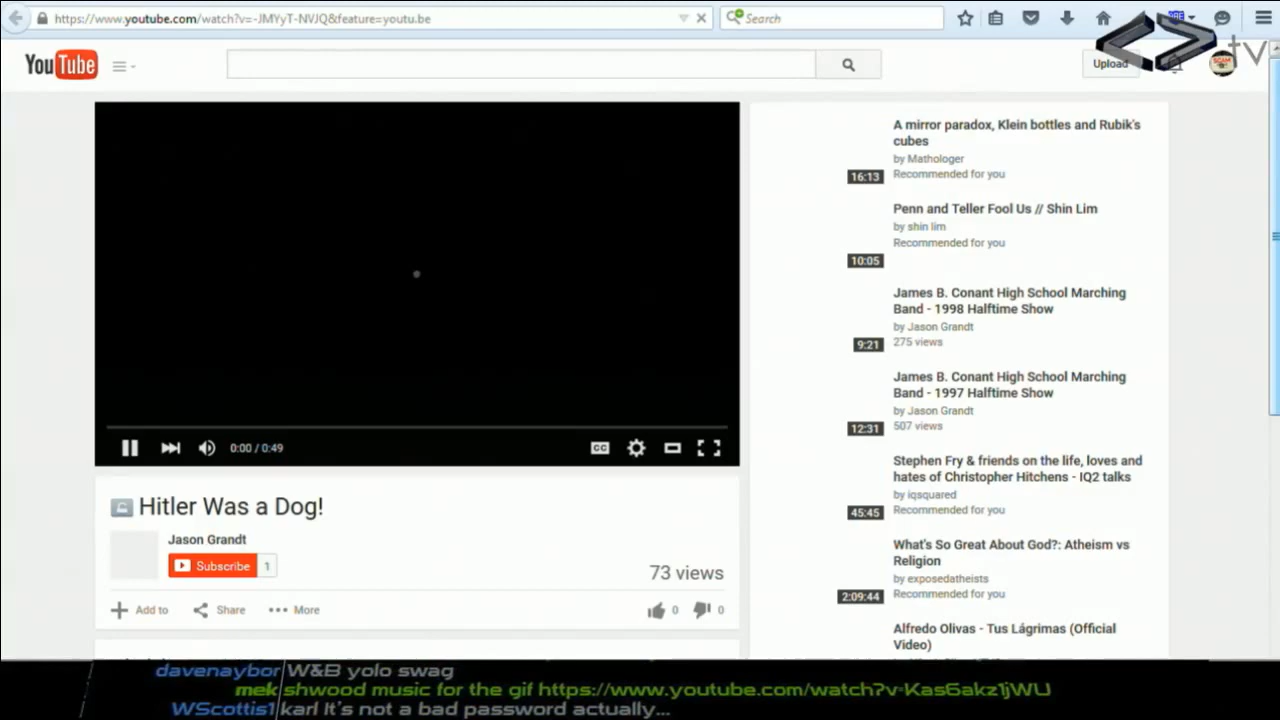 https://www.youtube.com/watch?v=-JMYyT-NVJQ&feature=youtu.be
Search
tv
YouTube
Upload
A mirror paradox, Klein bottles and Rubik's
cubes
by Mathologer
Recommended for you
16:13
Penn and Teller Fool Us // Shin Lim
by shin lim
Recommended for you
10:05
James B. Conant High School Marching
Band - 1998 Halftime Show
by Jason Grandt
275 views
9:21
James B. Conant High School Marching
Band - 1997 Halftime Show
by Jason Grandt
507 views
12:31
Stephen Fry & friends on the life, loves and
hates of Christopher Hitchens - IQ2 talks
by iqsquared
Recommended for you
45:45
What's So Great About God?: Atheism vs
Religion
by exposedatheists
Recommended for you
2:09:44
Alfredo Olivas - Tus Lágrimas (Official
Video)
0:00 / 0:49
CC
Hitler Was a Dog!
Jason Grandt
Subscribe 1
73 views
Add to Share More 0 0
davenaybor W&B yolo swag
mek shwood music for the gif https://www.youtube.com/watch?v=Kas6akz1jWU
WScottis1 karl It's not a bad password actually...